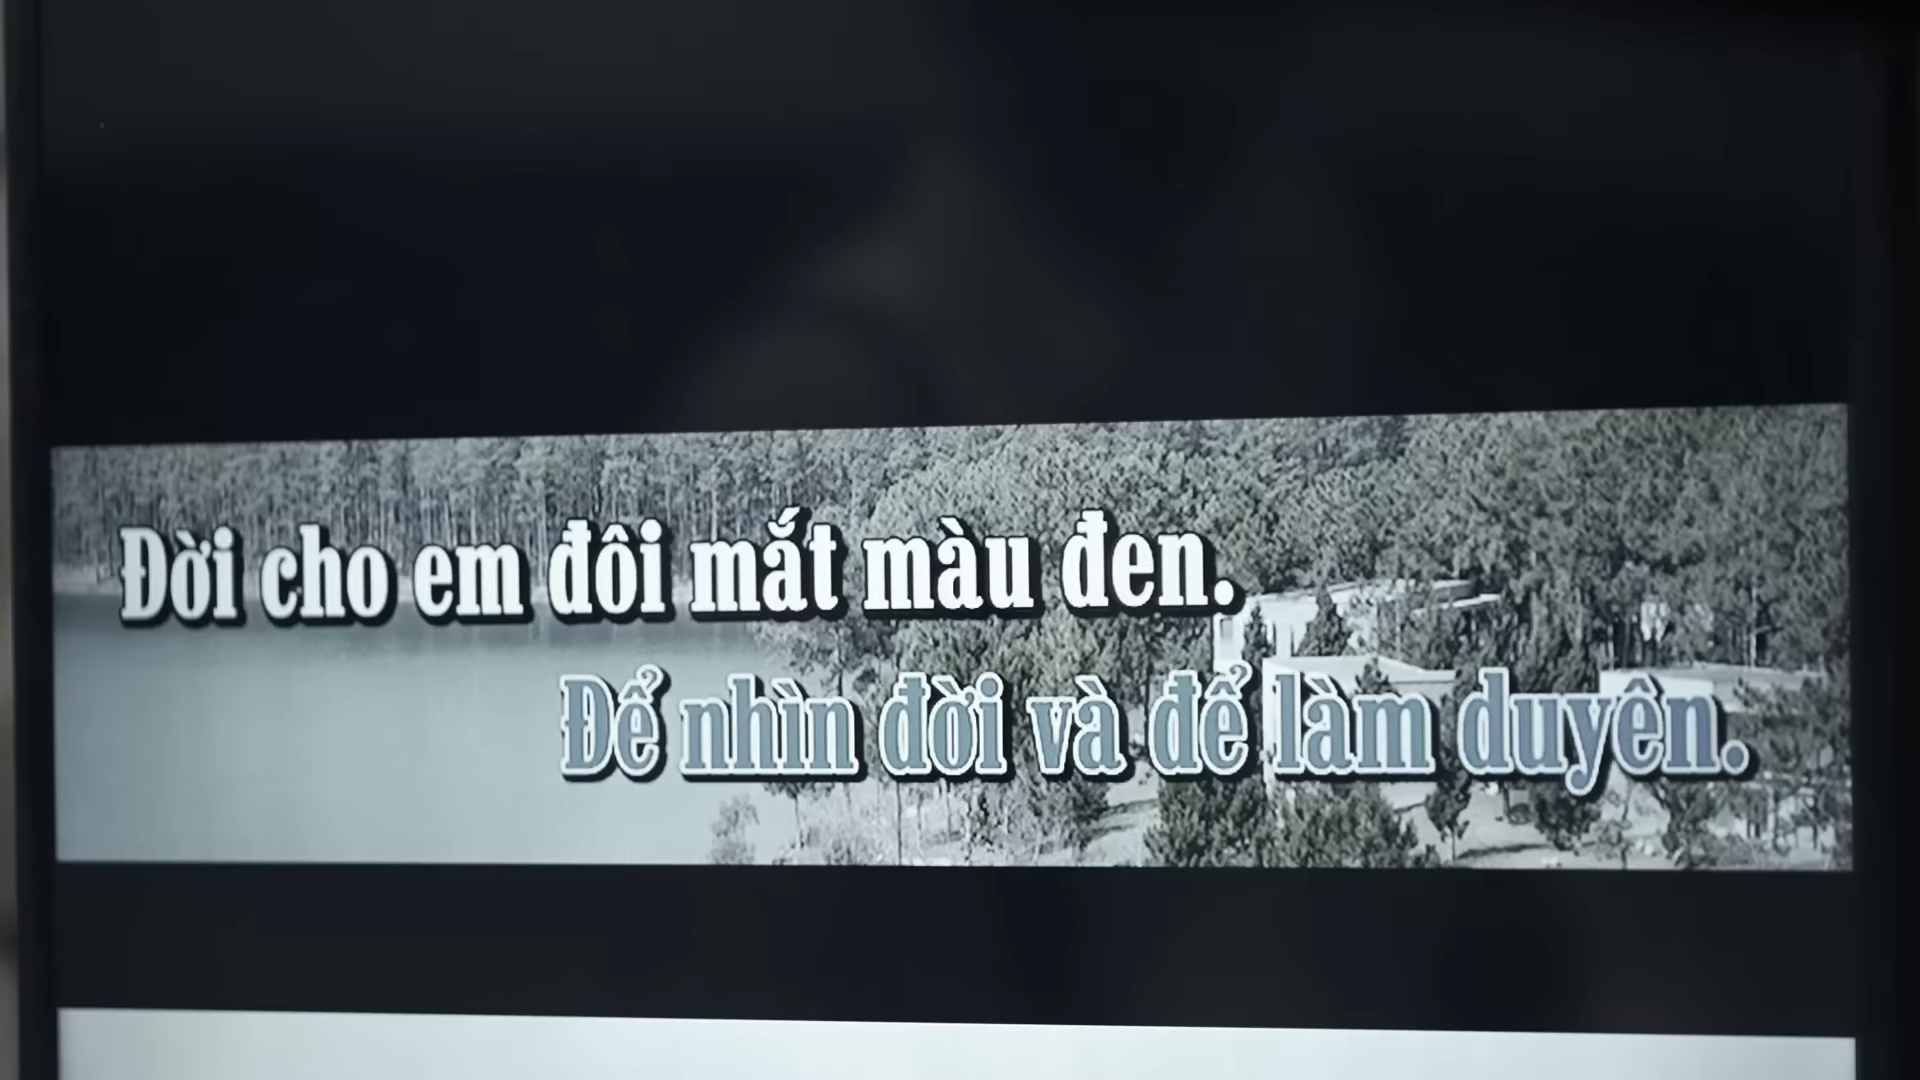 Đời cho em đôi mắt màu đen.
Để nhìn đời và để làm duyên.